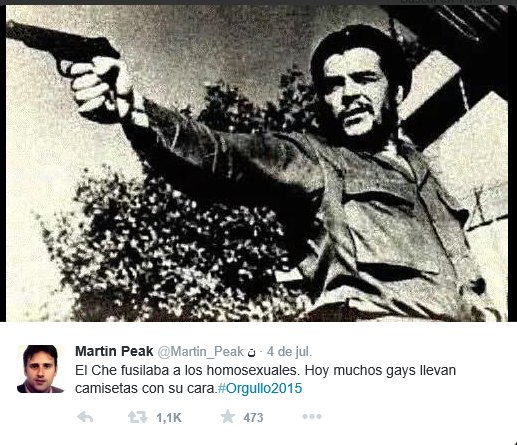 Martin Peak @Martin_Peak ن · 4 de jul.
El Che fusilaba a los homosexuales. Hoy muchos gays llevan
camisetas con su cara.#Orgullo2015
1,1K 473